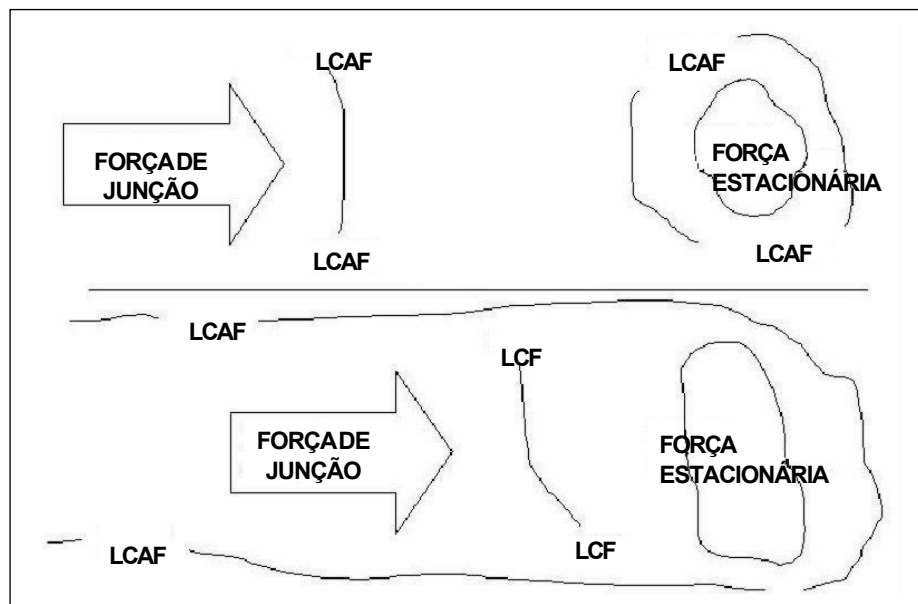 LCAF
LCAF
FORÇA DE
JUNÇÃO
FORÇA
ESTACIONÁRIA
LCAF
LCAF
LCAF
LCF
FORÇA DE
JUNÇÃO
FORÇA
ESTACIONÁRIA
LCF
LCAF